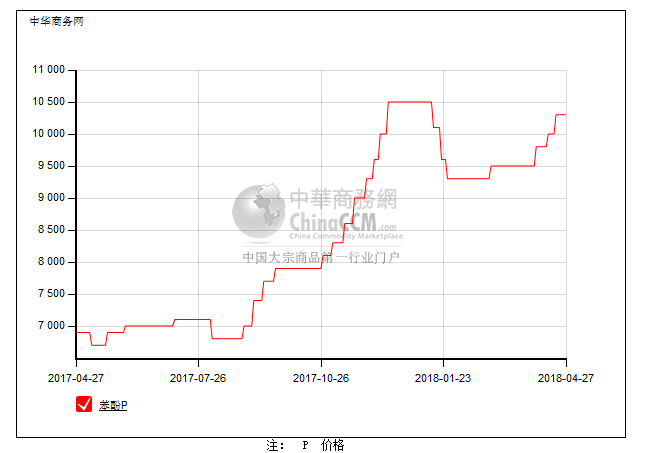 中华商务网
11 000
10 500
10 000
9 500
9 000
8 500
8 000
7 500
7 000
中華商務網
ChinaCCM.com
China Commodity Marketplace
中国大宗商品第一行业门户
2017-04-27 2017-07-26 2017-10-26 2018-01-23 2018-04-27
苯酚P
注： P 价格